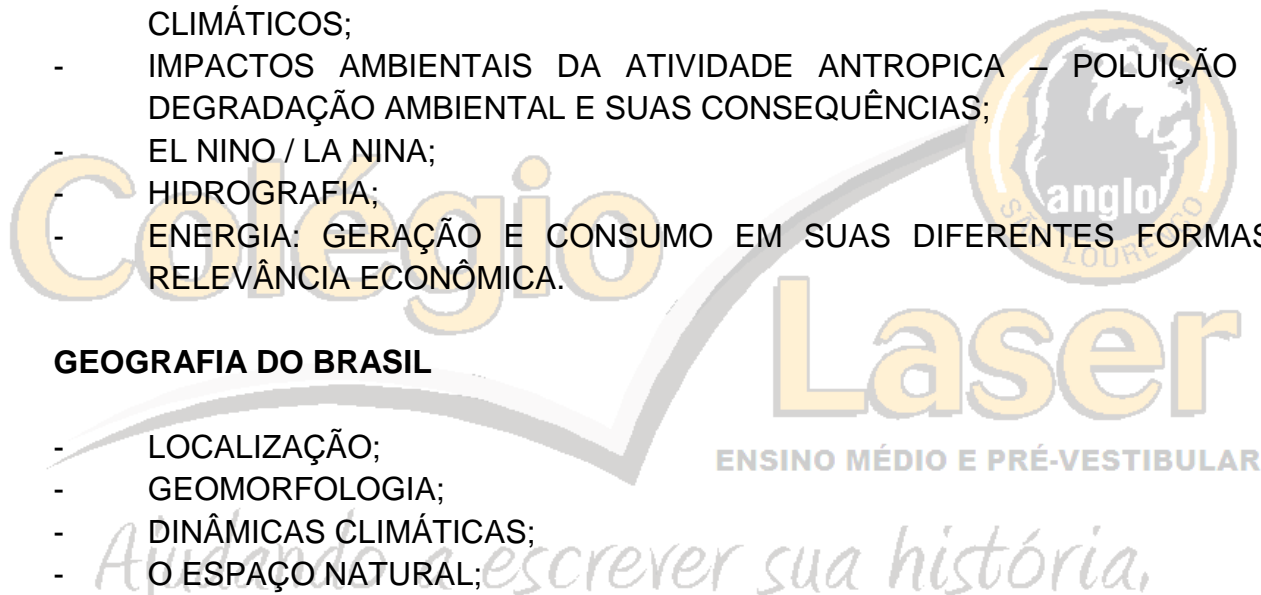 CLIMÁTICOS;
- IMPACTOS AMBIENTAIS DA ATIVIDADE ANTROPICA – POLUIÇÃO
DEGRADAÇÃO AMBIENTAL E SUAS CONSEQUÊNCIAS;
- EL NINO / LA NINA;
- HIDROGRAFIA;
- ENERGIA: GERAÇÃO E CONSUMO EM SUAS DIFERENTES FORMAS
RELEVÂNCIA ECONÔMICA.
GEOGRAFIA DO BRASIL
- LOCALIZAÇÃO;
- GEOMORFOLOGIA;
- DINÂMICAS CLIMÁTICAS;
- O ESPAÇO NATURAL;
Colégio
Laser
ENSINO MÉDIO E PRÉ-VESTIBULAR
Ajudando a escrever sua história.
anglo
SÃO LOURENÇO